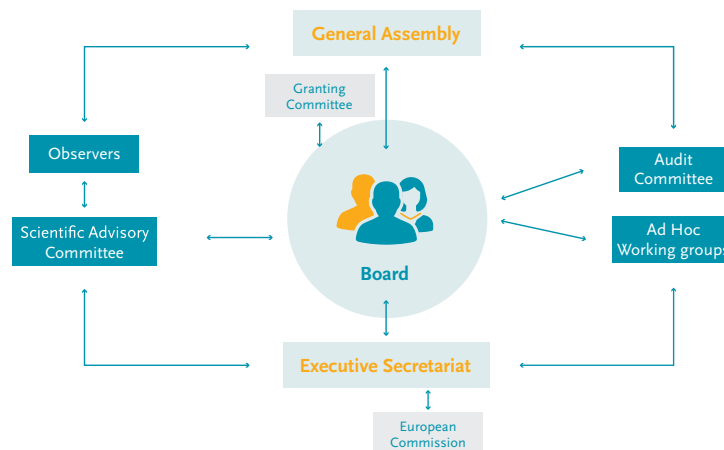 General Assembly
Granting
Committee
Observers
Audit
Committee
Scientific Advisory
Committee
Ad Hoc
Working groups
Board
Executive Secretariat
European
Commission